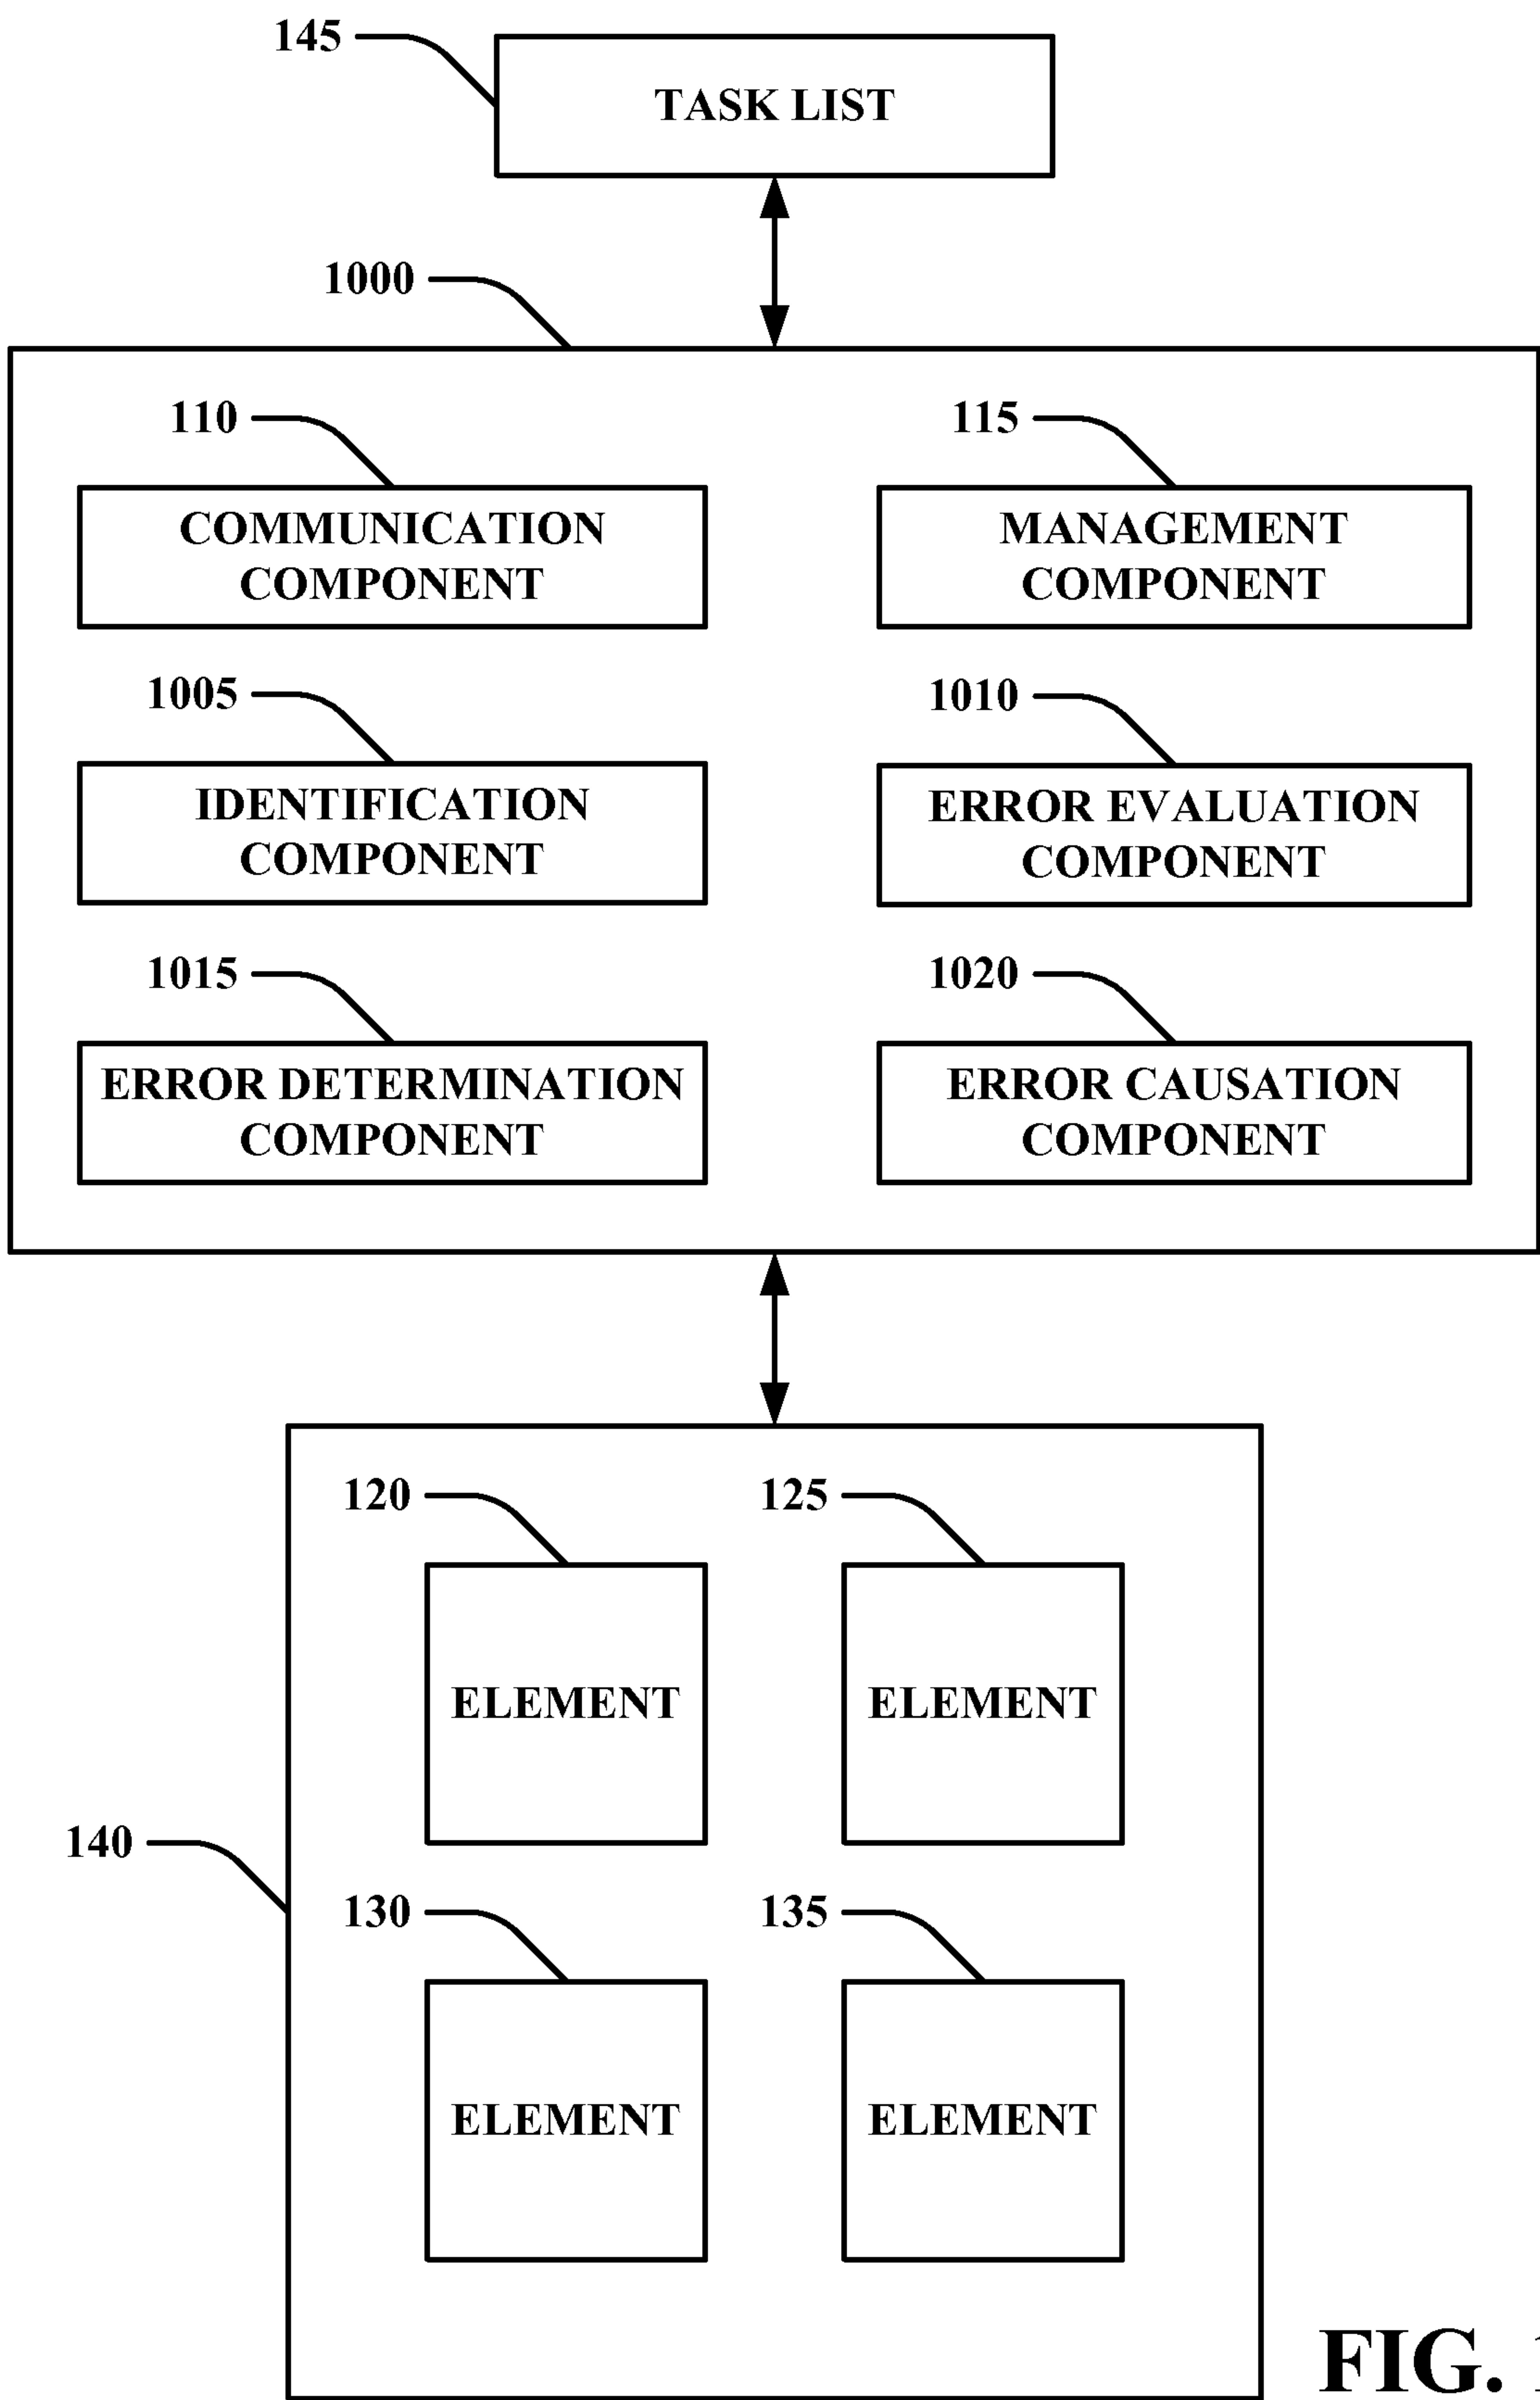 145
TASK LIST
1000
110
115
COMMUNICATION
COMPONENT
MANAGEMENT
COMPONENT
1005
1010
IDENTIFICATION
COMPONENT
ERROR EVALUATION
COMPONENT
1015
1020
ERROR DETERMINATION
COMPONENT
ERROR CAUSATION
COMPONENT
120
125
ELEMENT
ELEMENT
140
130
135
ELEMENT
ELEMENT
FIG.